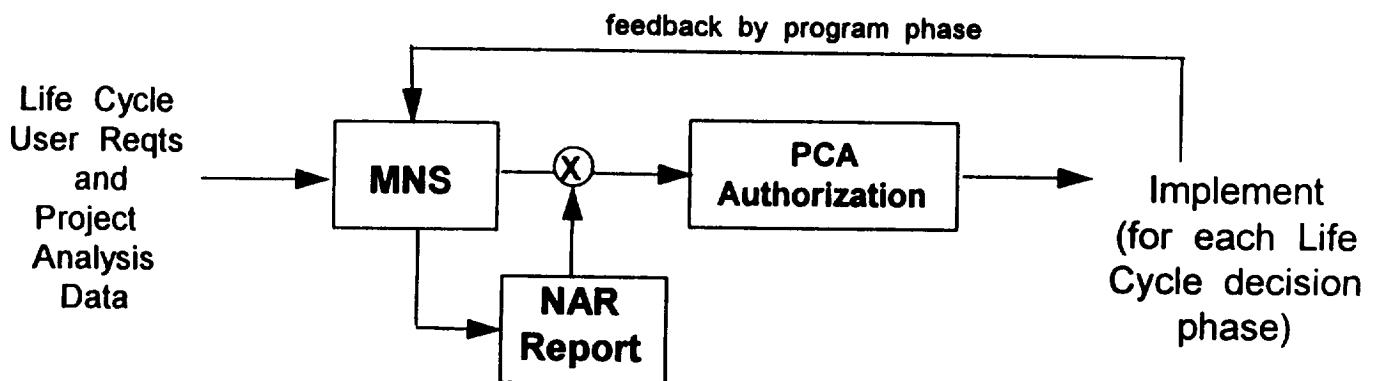 feedback by program phase
Life Cycle
User Reqts
and
Project
Analysis
Data
MNS
X
PCA
Authorization
NAR
Report
Implement
(for each Life
Cycle decision
phase)